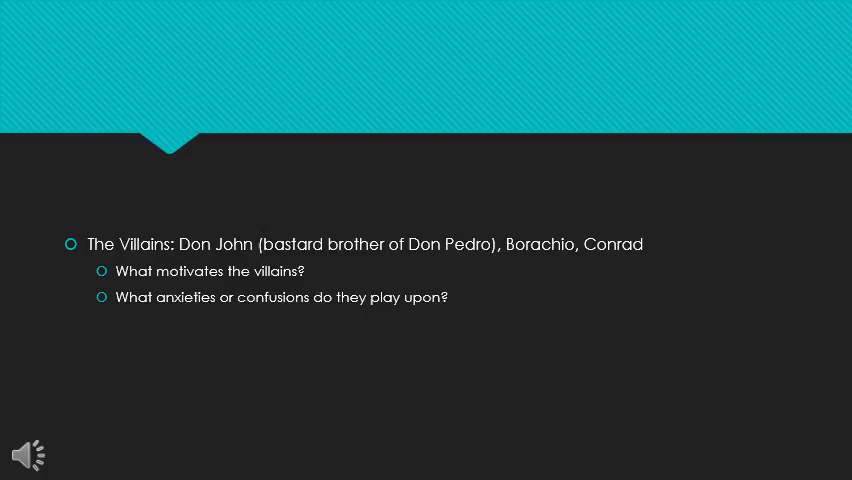 The Villains: Don John (bastard brother of Don Pedro), Borachio, Conrad
What motivates the villains?
What anxieties or confusions do they play upon?